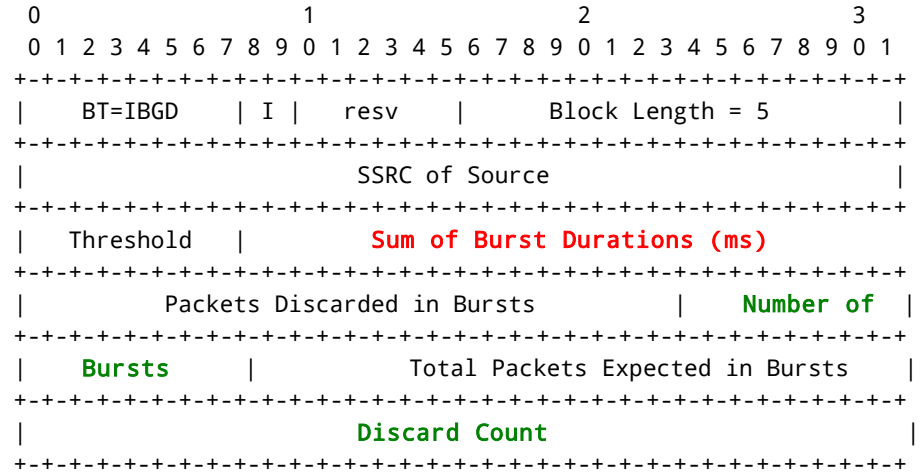 0                   1                   2                   3
 0 1 2 3 4 5 6 7 8 9 0 1 2 3 4 5 6 7 8 9 0 1 2 3 4 5 6 7 8 9 0 1
+-+-+-+-+-+-+-+-+-+-+-+-+-+-+-+-+-+-+-+-+-+-+-+-+-+-+-+-+-+-+-+-+
|    BT=IBGD    | I |   resv    |      Block Length = 5         |
+-+-+-+-+-+-+-+-+-+-+-+-+-+-+-+-+-+-+-+-+-+-+-+-+-+-+-+-+-+-+-+-+
|                        SSRC of Source                         |
+-+-+-+-+-+-+-+-+-+-+-+-+-+-+-+-+-+-+-+-+-+-+-+-+-+-+-+-+-+-+-+-+
|   Threshold   |         Sum of Burst Durations (ms)
+-+-+-+-+-+-+-+-+-+-+-+-+-+-+-+-+-+-+-+-+-+-+-+-+-+-+-+-+-+-+-+-+
|          Packets Discarded in Bursts          |    Number of  |
+-+-+-+-+-+-+-+-+-+-+-+-+-+-+-+-+-+-+-+-+-+-+-+-+-+-+-+-+-+-+-+-+
|    Bursts     |           Total Packets Expected in Bursts    |
+-+-+-+-+-+-+-+-+-+-+-+-+-+-+-+-+-+-+-+-+-+-+-+-+-+-+-+-+-+-+-+-+
|                        Discard Count                          |
+-+-+-+-+-+-+-+-+-+-+-+-+-+-+-+-+-+-+-+-+-+-+-+-+-+-+-+-+-+-+-+-+